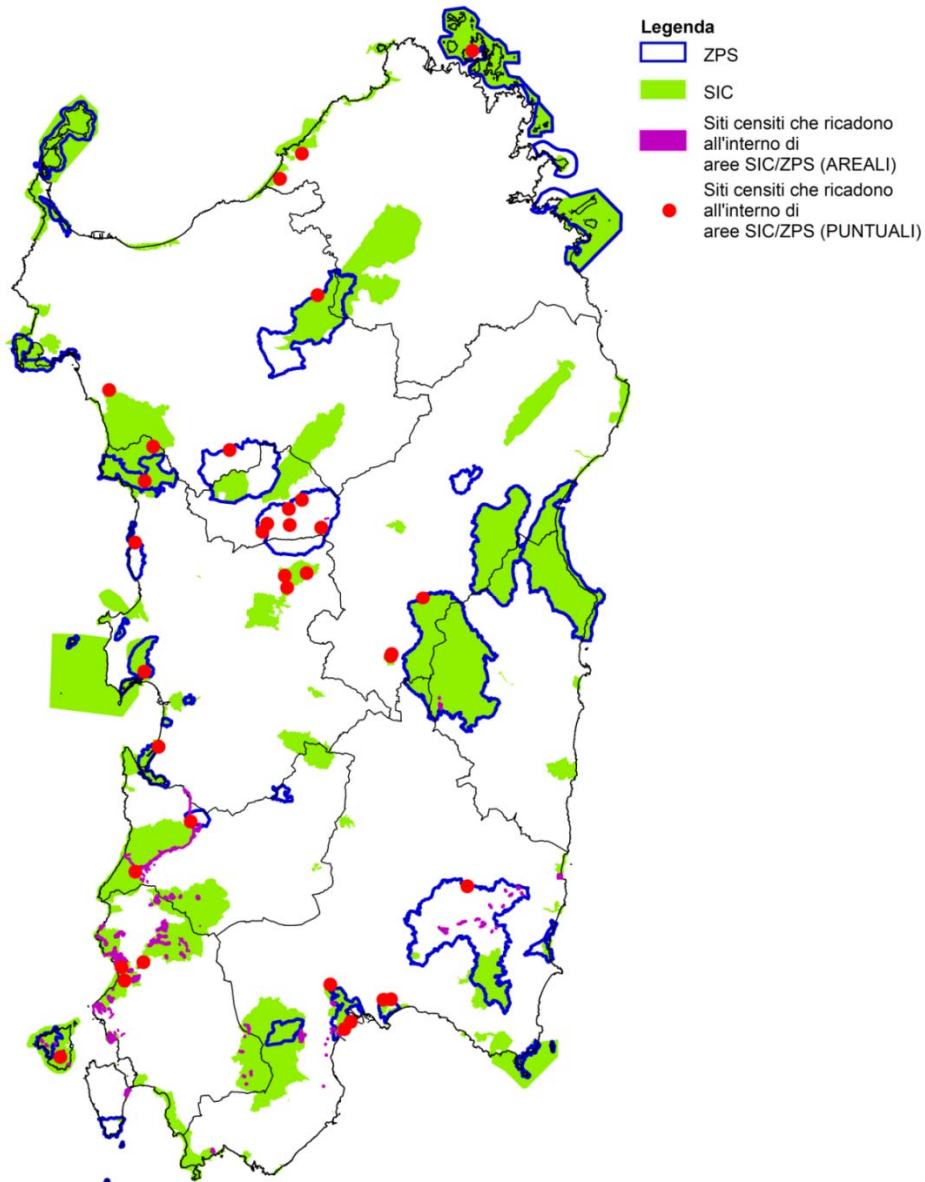 Legenda
ZPS
SIC
Siti censiti che ricadono
all'interno di
aree SIC/ZPS (AREALI)
Siti censiti che ricadono
all'interno di
aree SIC/ZPS (PUNTUALI)